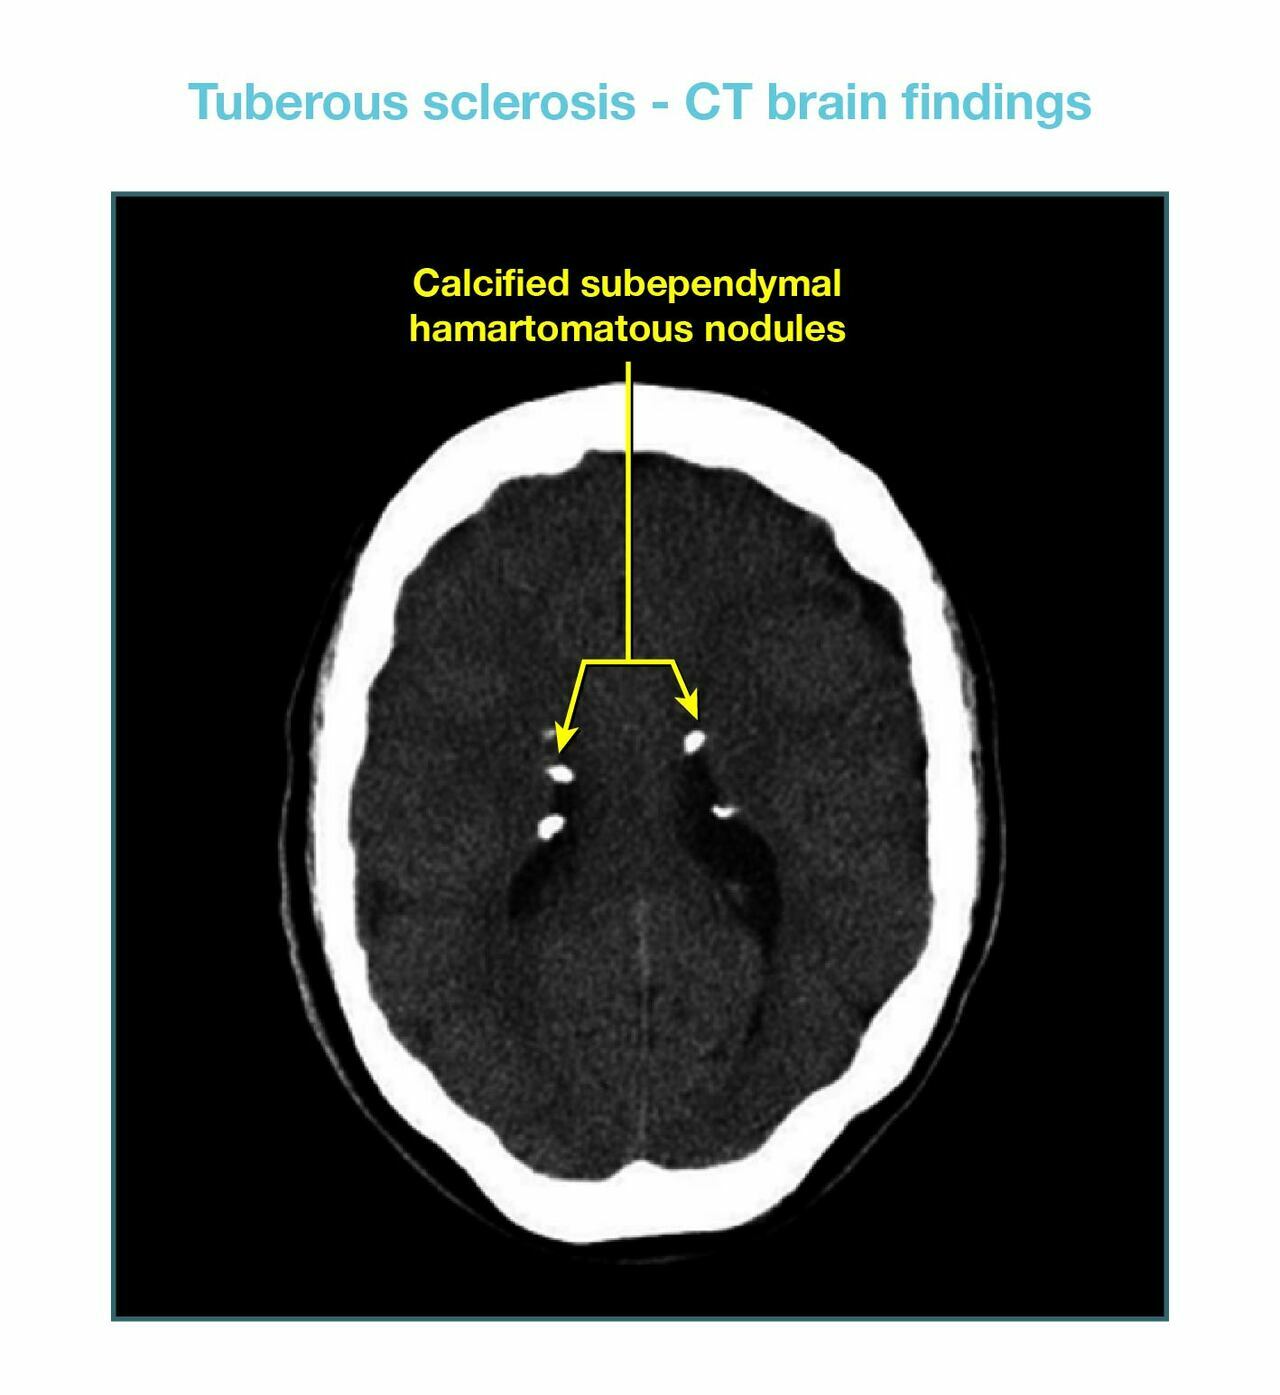 Tuberous sclerosis - CT brain findings
Calcified subependymal
hamartomatous nodules